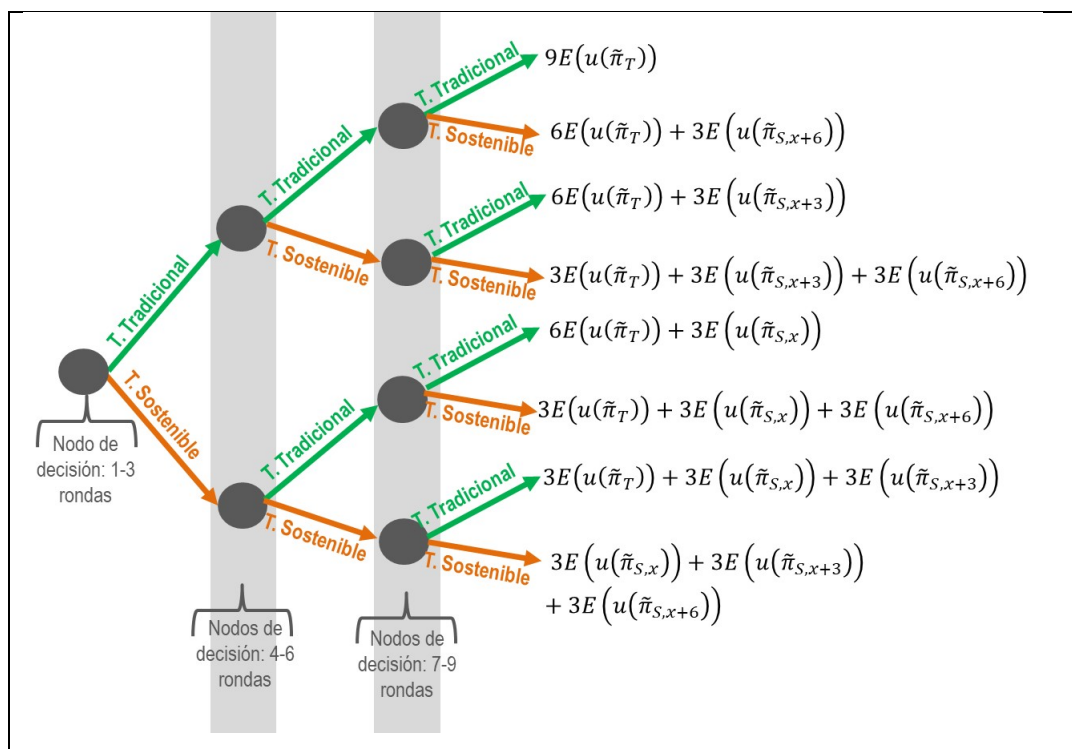 T. Tradicional
9E(u(π̃_T))
T. Sostenible
6E(u(π̃_T)) + 3E(u(π̃_{S,x+6}))
T. Tradicional
T. Tradicional
6E(u(π̃_T)) + 3E(u(π̃_{S,x+3}))
T. Sostenible
T. Sostenible
3E(u(π̃_T)) + 3E(u(π̃_{S,x+3})) + 3E(u(π̃_{S,x+6}))
T. Tradicional
T. Tradicional
6E(u(π̃_T)) + 3E(u(π̃_{S,x}))
T. Sostenible
T. Sostenible
3E(u(π̃_T)) + 3E(u(π̃_{S,x})) + 3E(u(π̃_{S,x+6}))
T. Tradicional
T. Tradicional
3E(u(π̃_T)) + 3E(u(π̃_{S,x})) + 3E(u(π̃_{S,x+3}))
T. Sostenible
T. Sostenible
3E(u(π̃_{S,x})) + 3E(u(π̃_{S,x+3}))
+ 3E(u(π̃_{S,x+6}))
Nodo de
decisión: 1-3
rondas
Nodos de
decisión: 4-6
rondas
Nodos de
decisión: 7-9
rondas